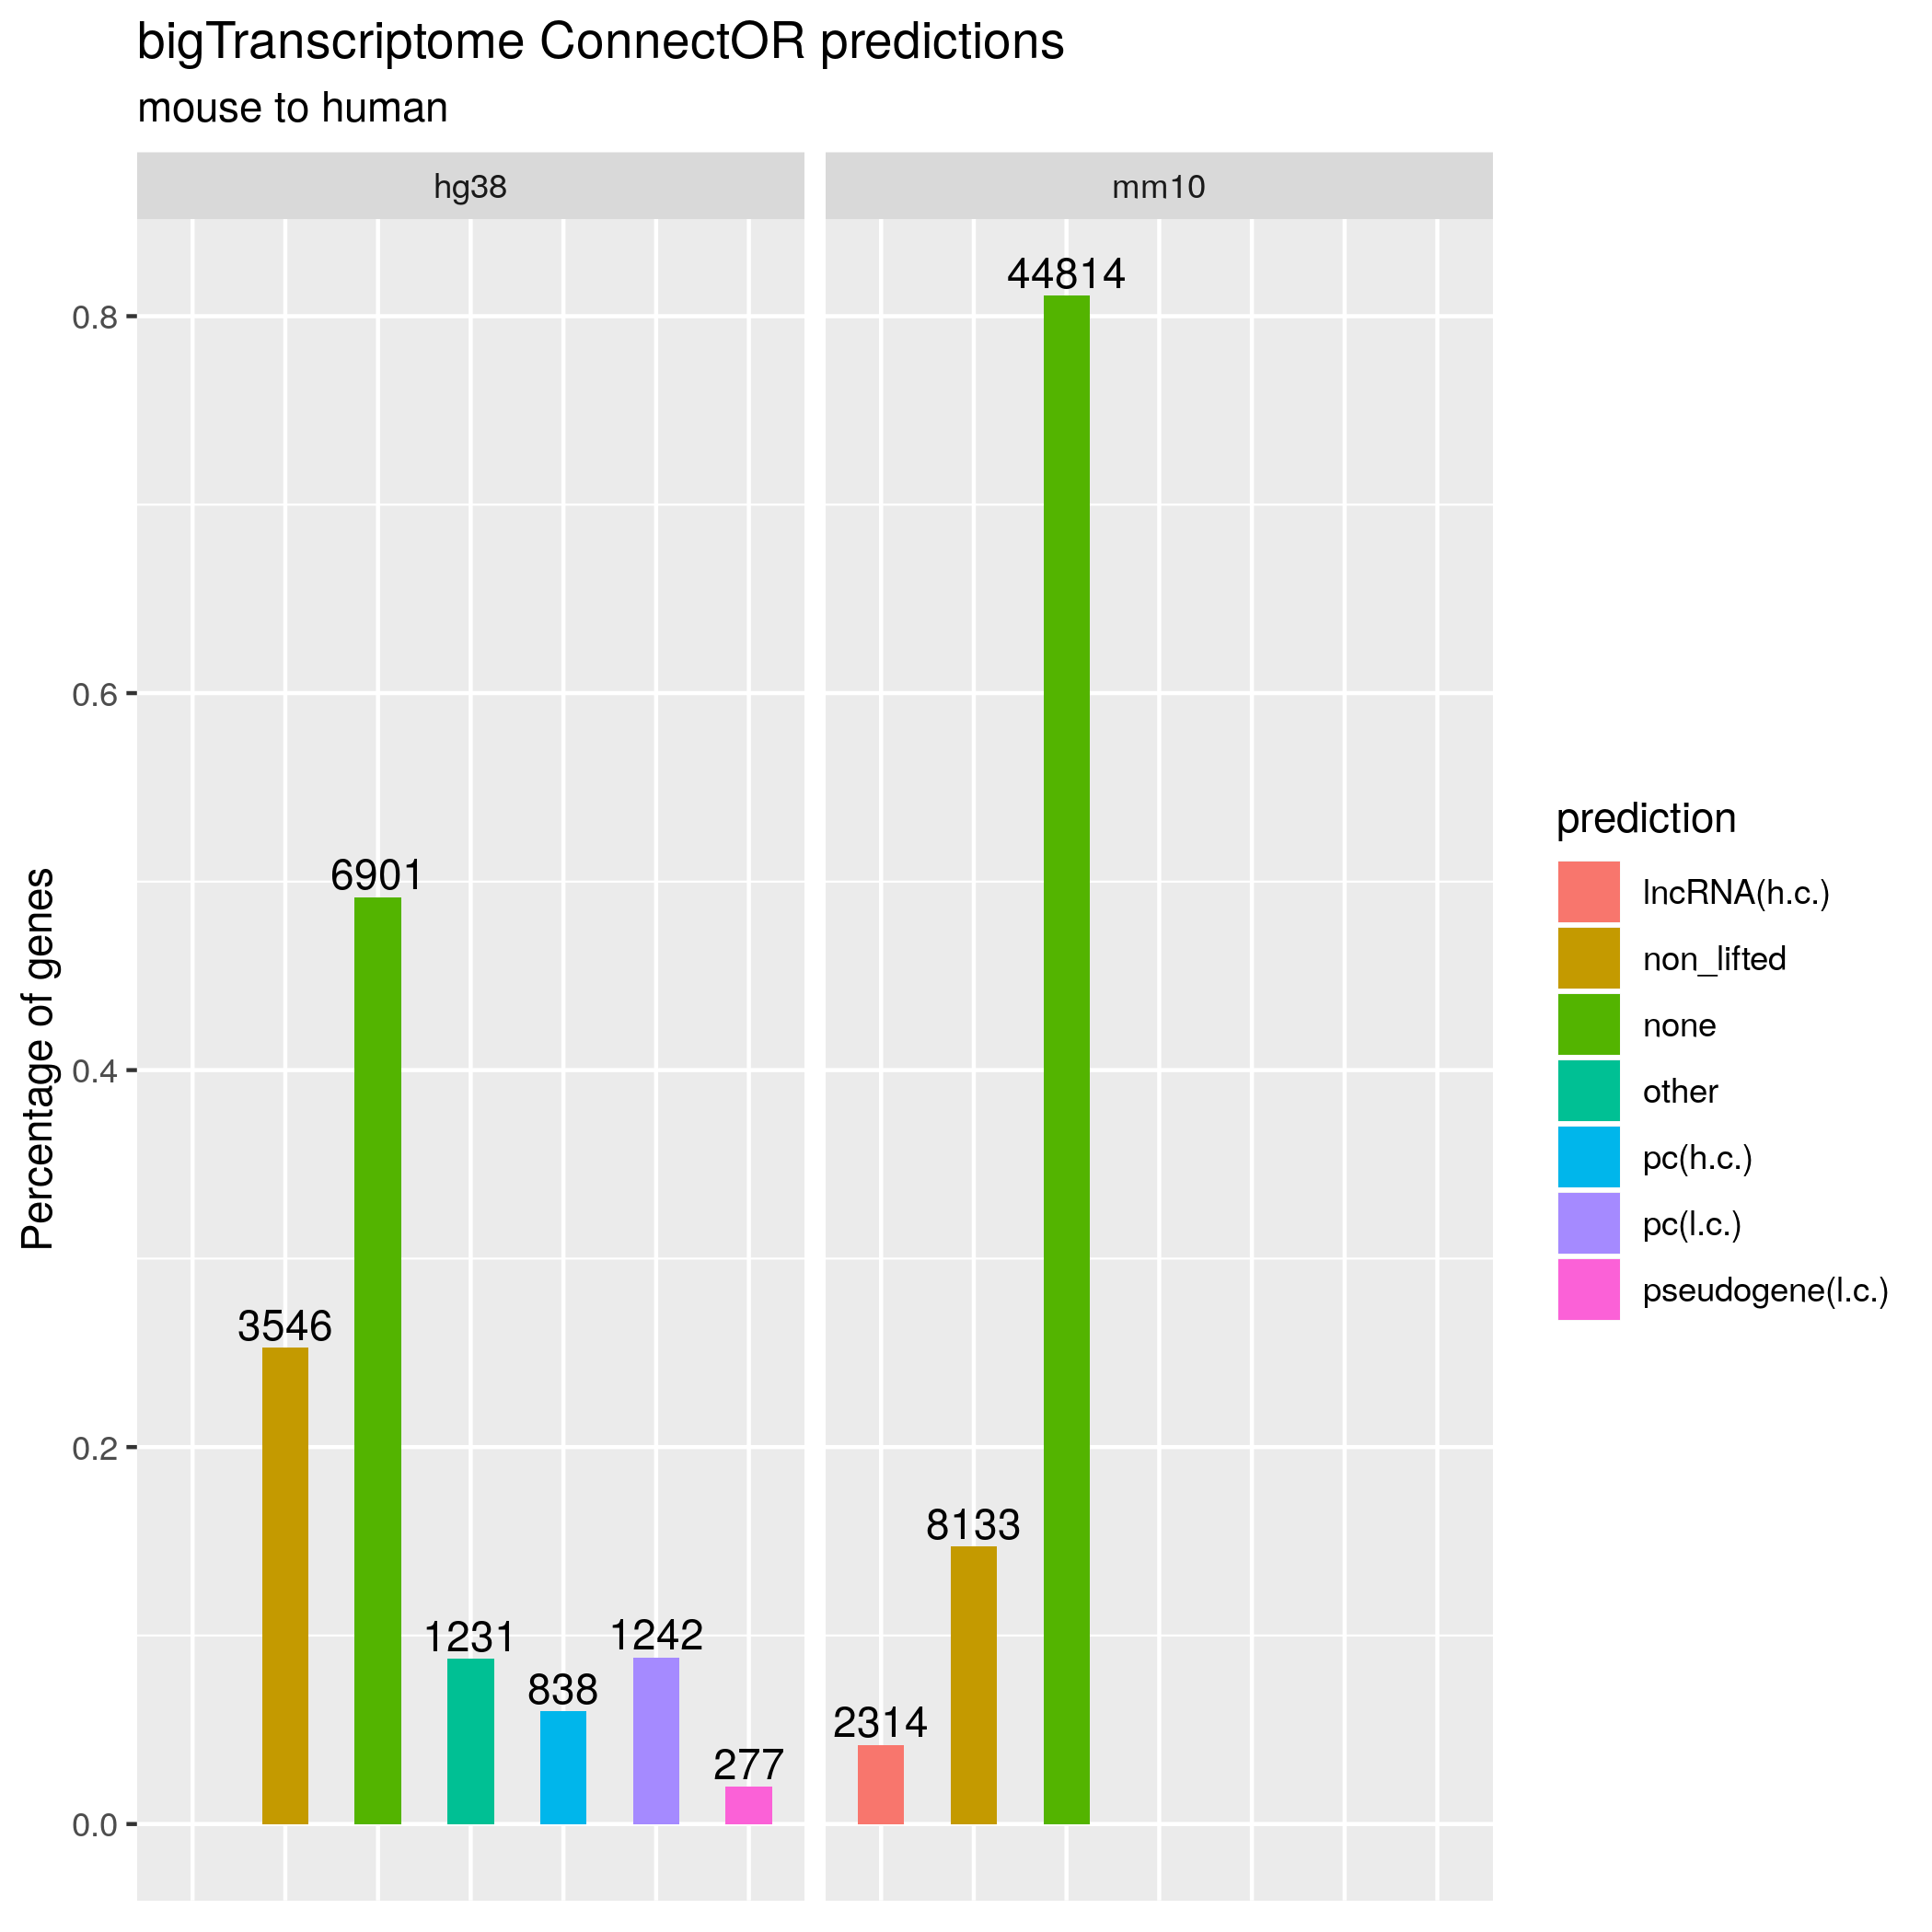 bigTranscriptome ConnectOR predictions
mouse to human
hg38
mm10
Percentage of genes
0.8
0.6
0.4
0.2
0.0
3546
6901
1231
838
1242
277
2314
8133
44814
prediction
lncRNA(h.c.)
non_lifted
none
other
pc(h.c.)
pc(l.c.)
pseudogene(l.c.)